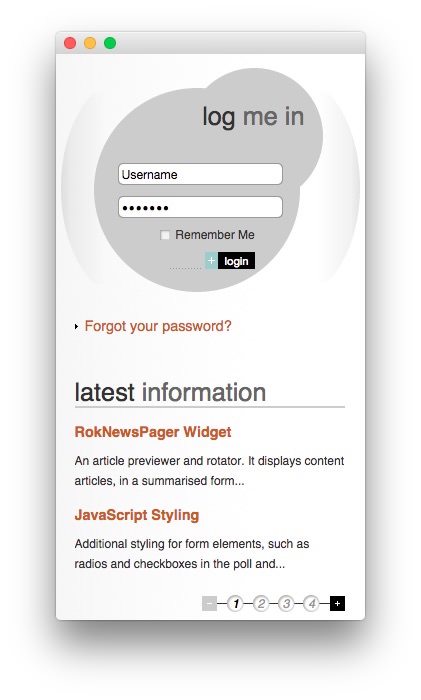 log me in
Username
•••••••
Remember Me
+ login
Forgot your password?
latest information
RokNewsPager Widget
An article previewer and rotator. It displays content
articles, in a summarised form...
JavaScript Styling
Additional styling for form elements, such as
radios and checkboxes in the poll and...
- 1 2 3 4 +